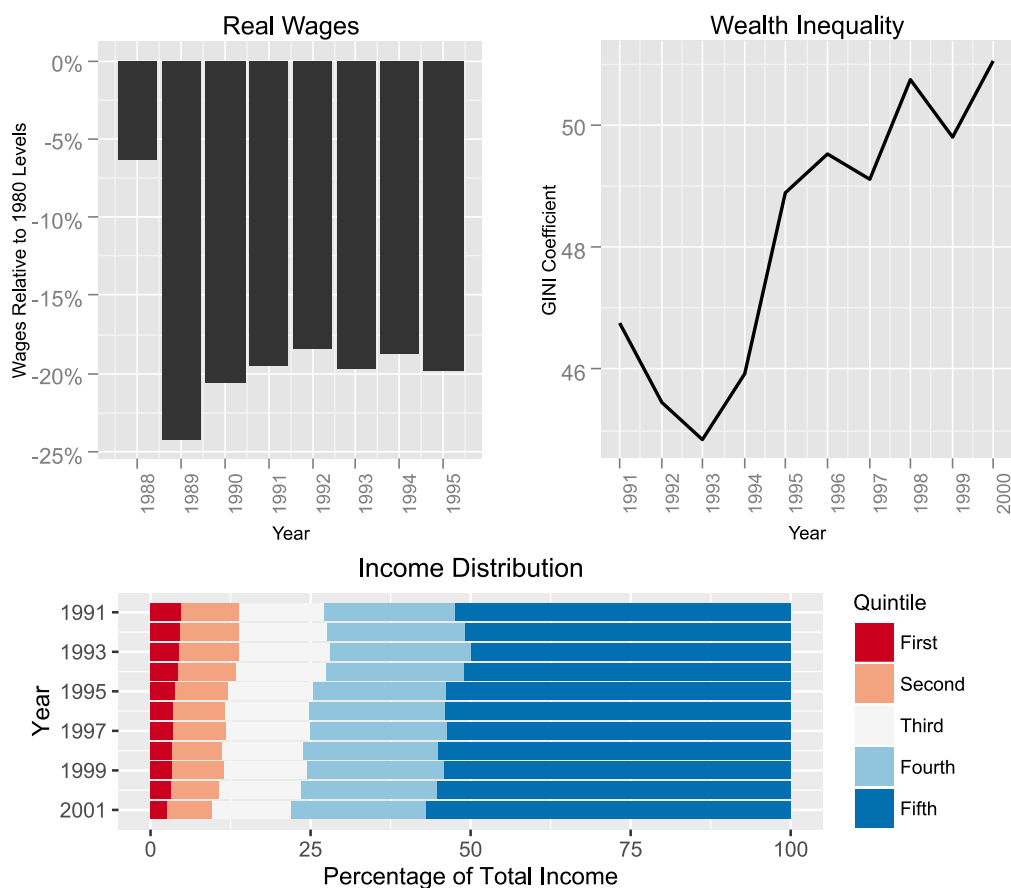 Real Wages
Wages Relative to 1980 Levels
0%
-5%
-10%
-15%
-20%
-25%
1988
1989
1990
1991
1992
1993
1994
1995
Year
Wealth Inequality
GINI Coefficient
50
48
46
1991
1992
1993
1994
1995
1996
1997
1998
1999
2000
Year
Income Distribution
Year
1991
1993
1995
1997
1999
2001
0
25
50
75
100
Percentage of Total Income
Quintile
First
Second
Third
Fourth
Fifth